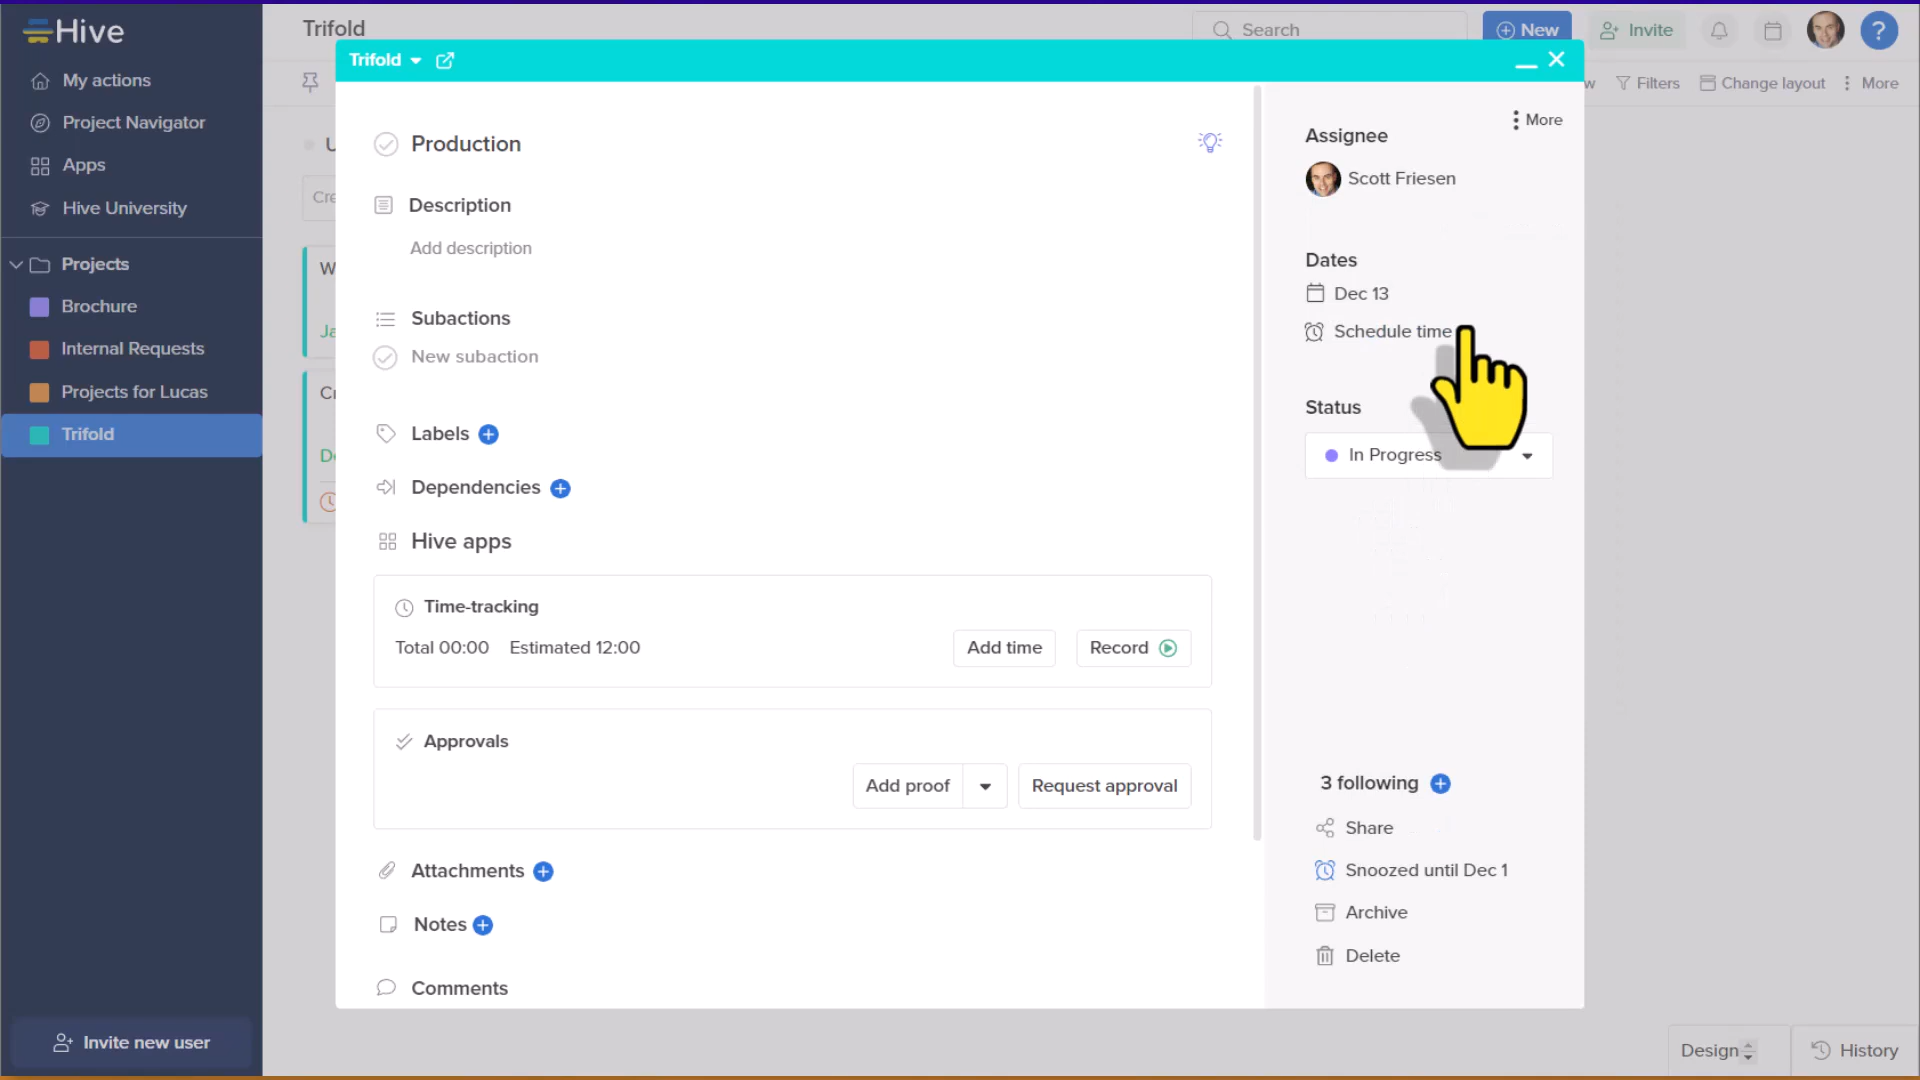 Hive
My actions
Project Navigator
Apps
Hive University
Projects
Brochure
Internal Requests
Projects for Lucas
Trifold
Invite new user
Trifold
Search
New
Invite
?
w
Filters
Change layout
More
U
Cre
W
Ja
Cr
De
Trifold
Production
Description
Add description
Subactions
New subaction
Labels
Dependencies
Hive apps
Time-tracking
Total 00:00 Estimated 12:00
Add time
Record
Approvals
Add proof
Request approval
Attachments
Notes
Comments
More
Assignee
Scott Friesen
Dates
Dec 13
Schedule time
Status
In Progress
3 following
Share
Snoozed until Dec 1
Archive
Delete
Design
History